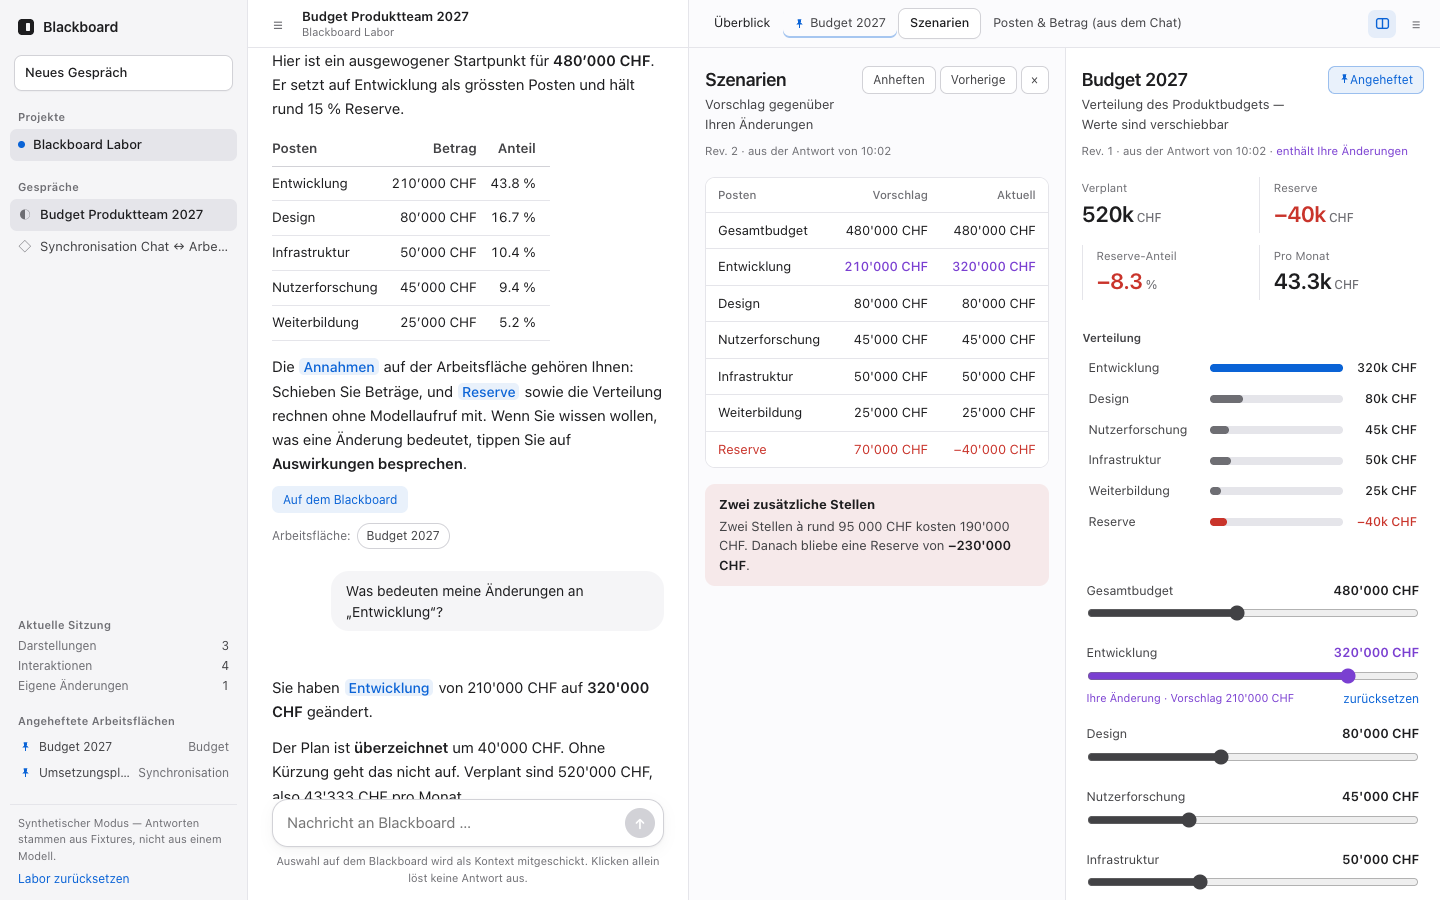 Blackboard
Neues Gespräch
Projekte
Blackboard Labor
Gespräche
Budget Produktteam 2027
Synchronisation Chat ↔ Arbe…
Aktuelle Sitzung
Darstellungen 3
Interaktionen 4
Eigene Änderungen 1
Angeheftete Arbeitsflächen
Budget 2027 Budget
Umsetzungspl… Synchronisation
Synthetischer Modus — Antworten
stammen aus Fixtures, nicht aus einem
Modell.
Labor zurücksetzen
Budget Produktteam 2027
Blackboard Labor
Hier ist ein ausgewogener Startpunkt für 480’000 CHF.
Er setzt auf Entwicklung als grössten Posten und hält
rund 15 % Reserve.
Posten Betrag Anteil
Entwicklung 210’000 CHF 43.8 %
Design 80’000 CHF 16.7 %
Infrastruktur 50’000 CHF 10.4 %
Nutzerforschung 45’000 CHF 9.4 %
Weiterbildung 25’000 CHF 5.2 %
Die Annahmen auf der Arbeitsfläche gehören Ihnen:
Schieben Sie Beträge, und Reserve sowie die Verteilung
rechnen ohne Modellaufruf mit. Wenn Sie wissen wollen,
was eine Änderung bedeutet, tippen Sie auf
Auswirkungen besprechen.
Auf dem Blackboard
Arbeitsfläche: Budget 2027
Was bedeuten meine Änderungen an
„Entwicklung“?
Sie haben Entwicklung von 210'000 CHF auf 320'000
CHF geändert.
Der Plan ist überzeichnet um 40'000 CHF. Ohne
Kürzung geht das nicht auf. Verplant sind 520'000 CHF,
also 43'333 CHF pro Monat.
Nachricht an Blackboard …
Auswahl auf dem Blackboard wird als Kontext mitgeschickt. Klicken allein
löst keine Antwort aus.
Überblick Budget 2027 Szenarien Posten & Betrag (aus dem Chat)
Szenarien Anheften Vorherige ×
Vorschlag gegenüber
Ihren Änderungen
Rev. 2 · aus der Antwort von 10:02
Posten Vorschlag Aktuell
Gesamtbudget 480'000 CHF 480'000 CHF
Entwicklung 210'000 CHF 320'000 CHF
Design 80'000 CHF 80'000 CHF
Nutzerforschung 45'000 CHF 45'000 CHF
Infrastruktur 50'000 CHF 50'000 CHF
Weiterbildung 25'000 CHF 25'000 CHF
Reserve 70'000 CHF −40'000 CHF
Zwei zusätzliche Stellen
Zwei Stellen à rund 95 000 CHF kosten 190'000
CHF. Danach bliebe eine Reserve von −230'000
CHF.
Budget 2027 Angeheftet
Verteilung des Produktbudgets —
Werte sind verschiebbar
Rev. 1 · aus der Antwort von 10:02 · enthält Ihre Änderungen
Verplant Reserve
520k CHF −40k CHF
Reserve-Anteil Pro Monat
−8.3 % 43.3k CHF
Verteilung
Entwicklung 320k CHF
Design 80k CHF
Nutzerforschung 45k CHF
Infrastruktur 50k CHF
Weiterbildung 25k CHF
Reserve −40k CHF
Gesamtbudget 480'000 CHF
Entwicklung 320'000 CHF
Ihre Änderung · Vorschlag 210'000 CHF zurücksetzen
Design 80'000 CHF
Nutzerforschung 45'000 CHF
Infrastruktur 50'000 CHF